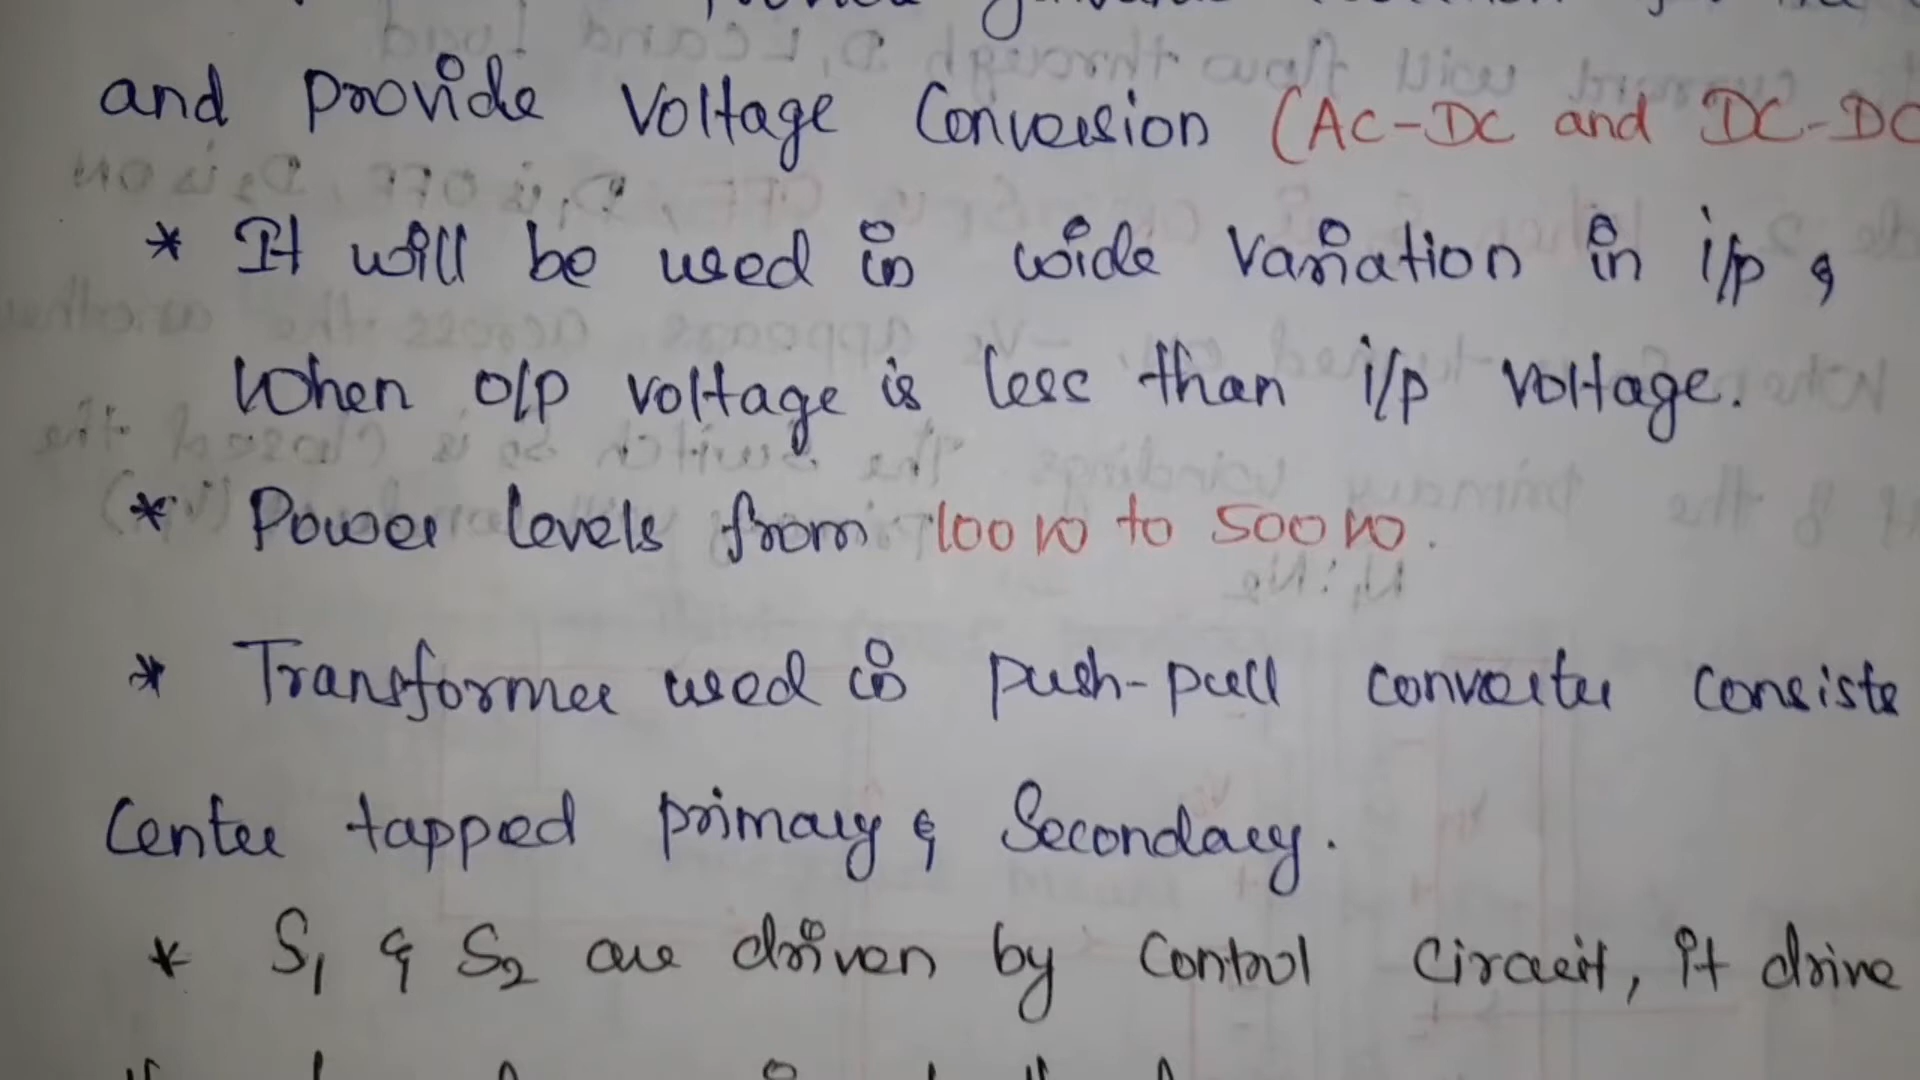 and provide Voltage Conversion (AC-DC and DC-DC
* It will be used in wide Variation in i/p &
When o/p voltage is less than i/p voltage.
* Power levels from 100 W to 500 W.
* Transformer used in push-pull converter consists
Center tapped primary & Secondary.
* S1 & S2 are driven by Control Circuit, it drive